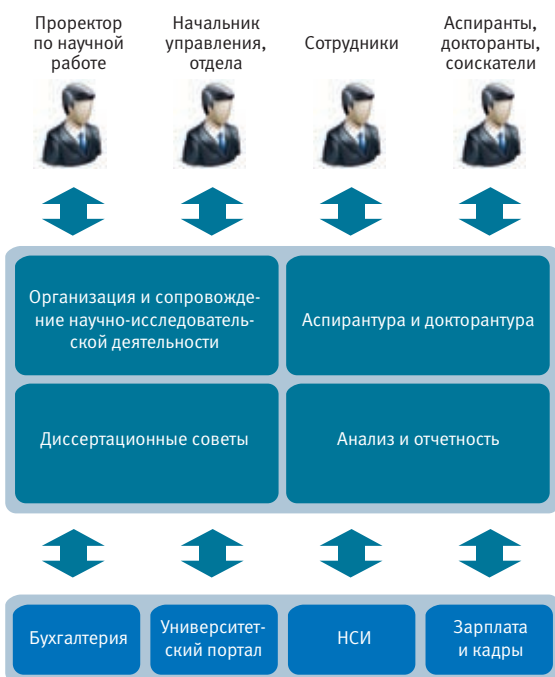 Проректор
по научной
работе
Начальник
управления,
отдела
Сотрудники
Аспиранты,
докторанты,
соискатели
Организация и сопровожде-
ние научно-исследователь-
ской деятельности
Аспирантура и докторантура
Диссертационные советы
Анализ и отчетность
Бухгалтерия
Университет-
ский портал
НСИ
Зарплата
и кадры